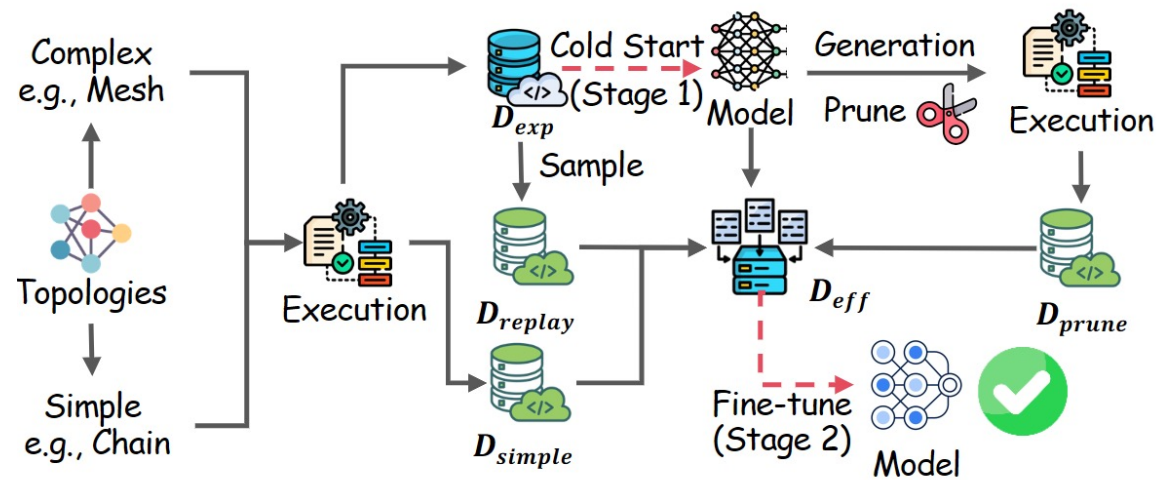 Complex
e.g., Mesh
Topologies
Simple
e.g., Chain
Execution
</>
D_exp
Sample
</>
D_replay
</>
D_simple
Cold Start
(Stage 1)
Model
Generation
Prune
Execution
</>
D_prune
D_eff
Fine-tune
(Stage 2)
Model